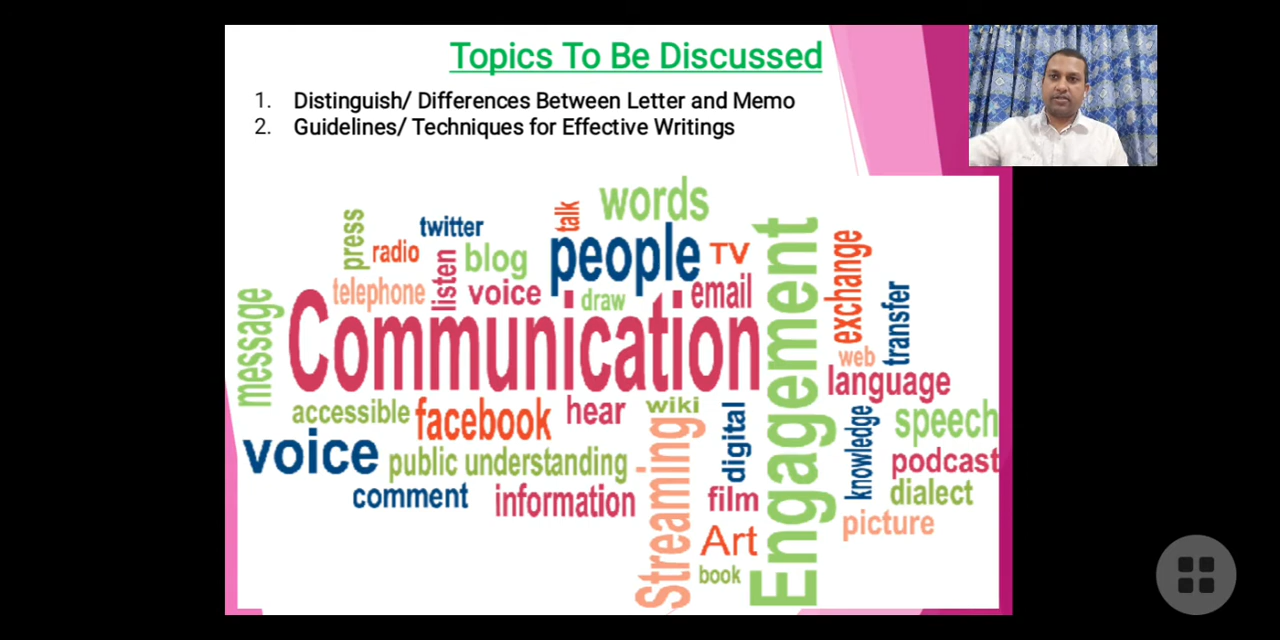 Topics To Be Discussed
1. Distinguish/ Differences Between Letter and Memo
2. Guidelines/ Techniques for Effective Writings
words
talk
press
twitter
people
TV
radio
blog
listen
Engagement
exchange
telephone
voice
draw
email
transfer
message
Communication
web
language
accessible
facebook
hear
wiki
digital
knowledge
speech
voice
public understanding
Streaming
podcast
comment
information
film
dialect
Art
picture
book